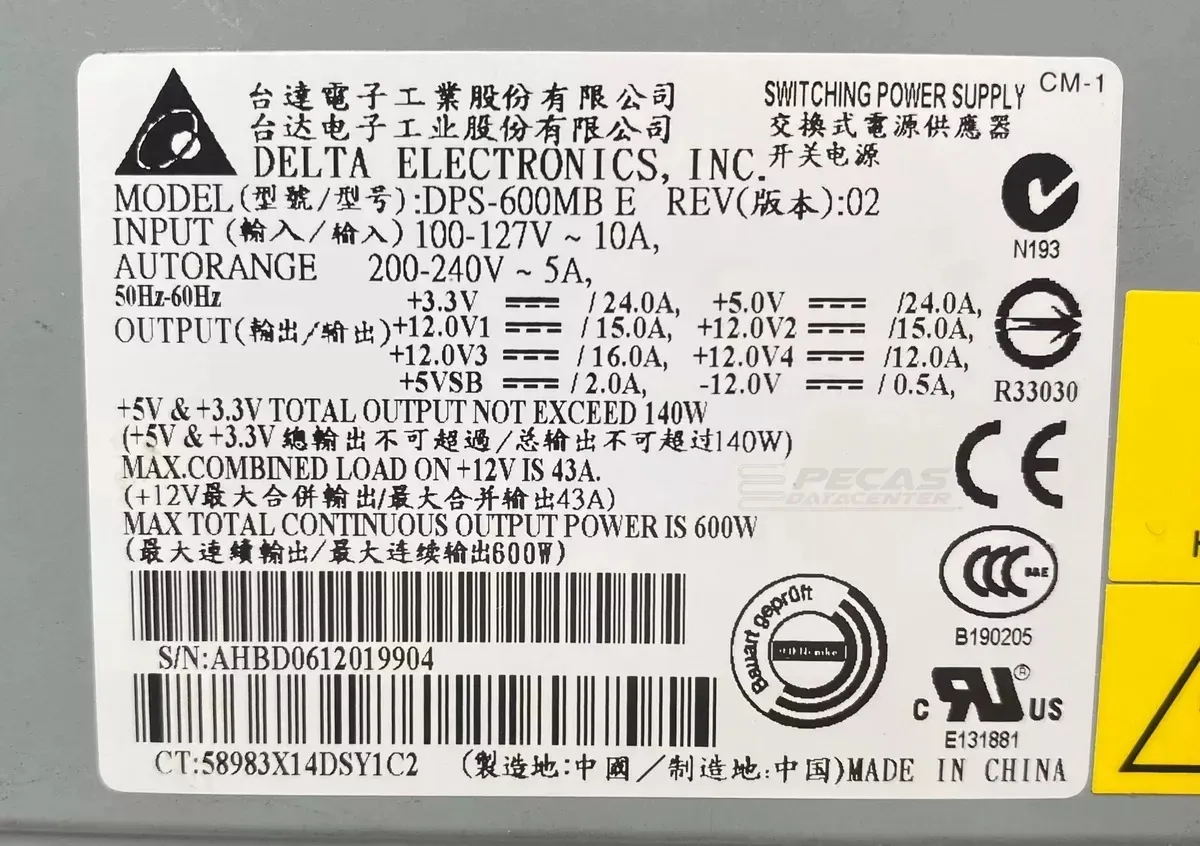 台達電子工業股份有限公司
台达电子工业股份有限公司
DELTA ELECTRONICS, INC.
SWITCHING POWER SUPPLY
CM-1
交換式電源供應器
开关电源
MODEL(型號/型号):DPS-600MB E REV(版本):02
INPUT (輸入/输入) 100-127V ~ 10A,
AUTORANGE 200-240V ~ 5A,
50Hz-60Hz
+3.3V ⎓ /24.0A, +5.0V ⎓ /24.0A,
OUTPUT(輸出/输出)+12.0V1 ⎓ /15.0A, +12.0V2 ⎓ /15.0A,
+12.0V3 ⎓ /16.0A, +12.0V4 ⎓ /12.0A,
+5VSB ⎓ /2.0A, -12.0V ⎓ /0.5A,
+5V & +3.3V TOTAL OUTPUT NOT EXCEED 140W
(+5V & +3.3V 總輸出不可超過/总输出不可超过140W)
MAX.COMBINED LOAD ON +12V IS 43A.
(+12V最大合併輸出/最大合并输出43A)
MAX TOTAL CONTINUOUS OUTPUT POWER IS 600W
(最大連續輸出/最大连续输出600W)
S/N:AHBD0612019904
CT:58983X14DSY1C2 (製造地:中國/制造地:中国)MADE IN CHINA
N193
R33030
CE
PECAS
DATACENTER
CCC S&E
B190205
Bauart geprüft
C US
®
E131881